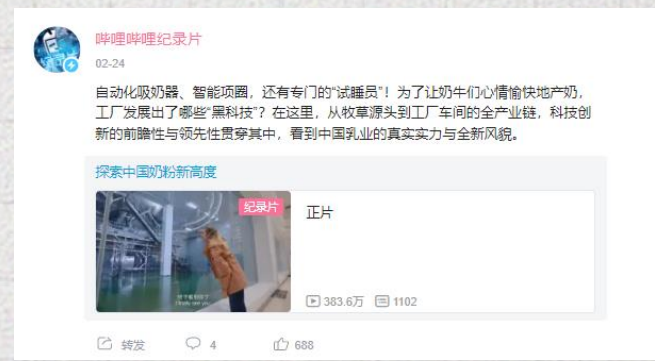 哔哩哔哩纪录片
02-24
自动化吸奶器、智能项圈，还有专门的“试睡员”！为了让奶牛们心情愉快地产奶，
工厂发展出了哪些“黑科技”？在这里，从牧草源头到工厂车间的全产业链，科技创
新的前瞻性与领先性贯穿其中，看到中国乳业的真实实力与全新风貌。
探索中国奶粉新高度
纪录片
正片
383.6万 1102
转发 4 688